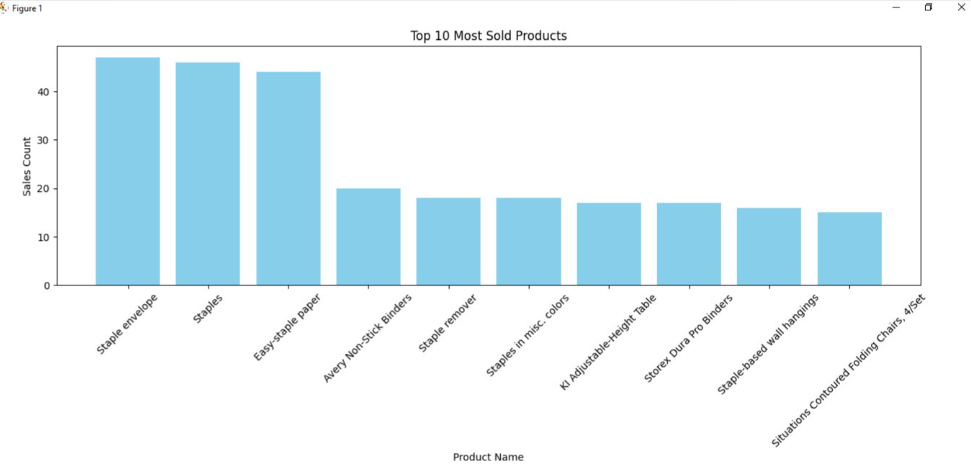 Figure 1
Top 10 Most Sold Products
Sales Count
40
30
20
10
0
Staple envelope
Staples
Easy-staple paper
Avery Non-Stick Binders
Staple remover
Staples in misc. colors
KI Adjustable-Height Table
Storex Dura Pro Binders
Staple-based wall hangings
Situations Contoured Folding Chairs, 4/Set
Product Name